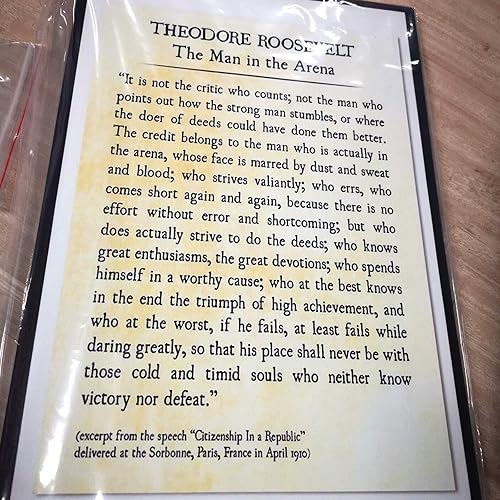 THEODORE ROOSEVELT
The Man in the Arena
“It is not the critic who counts; not the man who
points out how the strong man stumbles, or where
the doer of deeds could have done them better.
The credit belongs to the man who is actually in
the arena, whose face is marred by dust and sweat
and blood; who strives valiantly; who errs, who
comes short again and again, because there is no
effort without error and shortcoming; but who
does actually strive to do the deeds; who knows
great enthusiasms, the great devotions; who spends
himself in a worthy cause; who at the best knows
in the end the triumph of high achievement, and
who at the worst, if he fails, at least fails while
daring greatly, so that his place shall never be with
those cold and timid souls who neither know
victory nor defeat.”
(excerpt from the speech “Citizenship In a Republic”
delivered at the Sorbonne, Paris, France in April 1910)